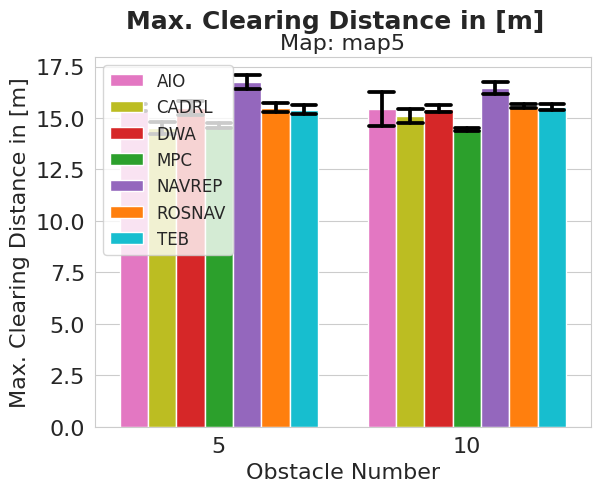 Max. Clearing Distance in [m]
Map: map5
Max. Clearing Distance in [m]
17.5
15.0
12.5
10.0
7.5
5.0
2.5
0.0
AIO
CADRL
DWA
MPC
NAVREP
ROSNAV
TEB
5
10
Obstacle Number